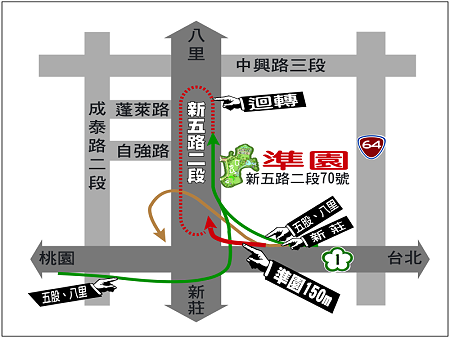 八里
中興路三段
成泰路二段
蓬萊路
自強路
新五路二段
迴轉
準園
新五路二段70號
64
五股、八里
新莊
桃園
台北
1
五股、八里
準園150m
新莊